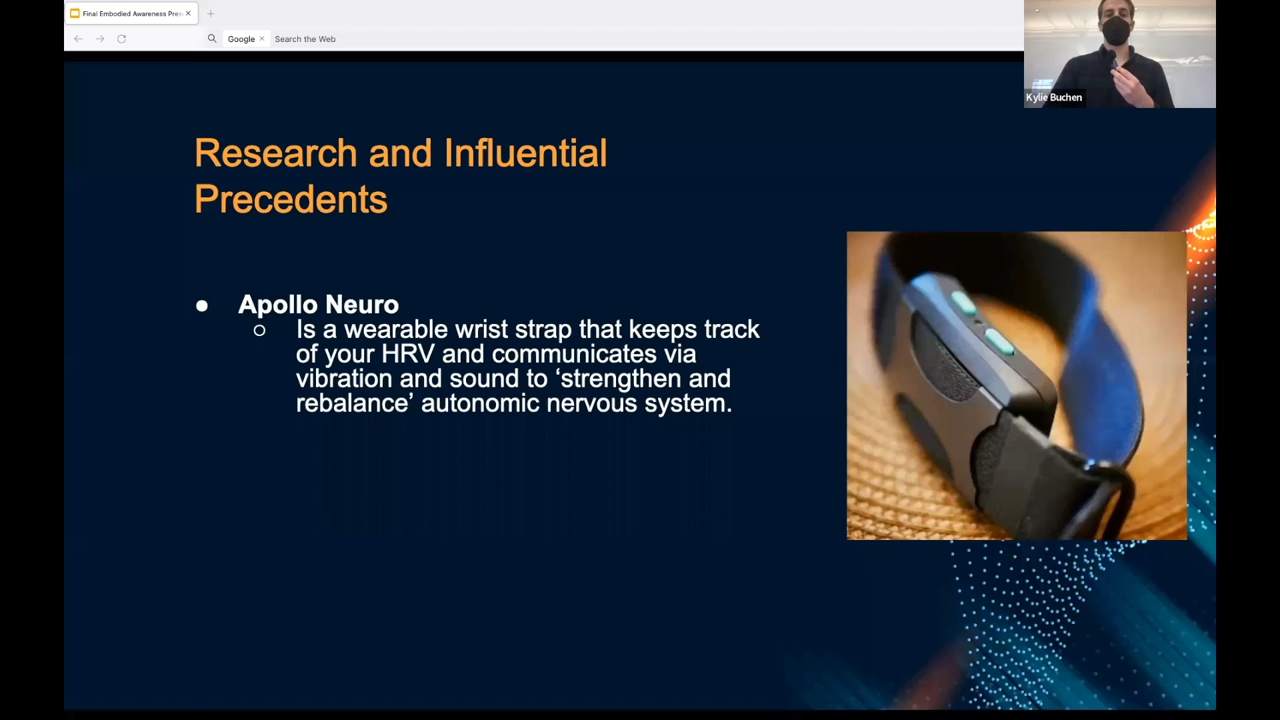 Final Embodied Awareness Pre
Google
Search the Web
Kylie Buchen
Research and Influential
Precedents
● Apollo Neuro
○ Is a wearable wrist strap that keeps track
of your HRV and communicates via
vibration and sound to ‘strengthen and
rebalance’ autonomic nervous system.